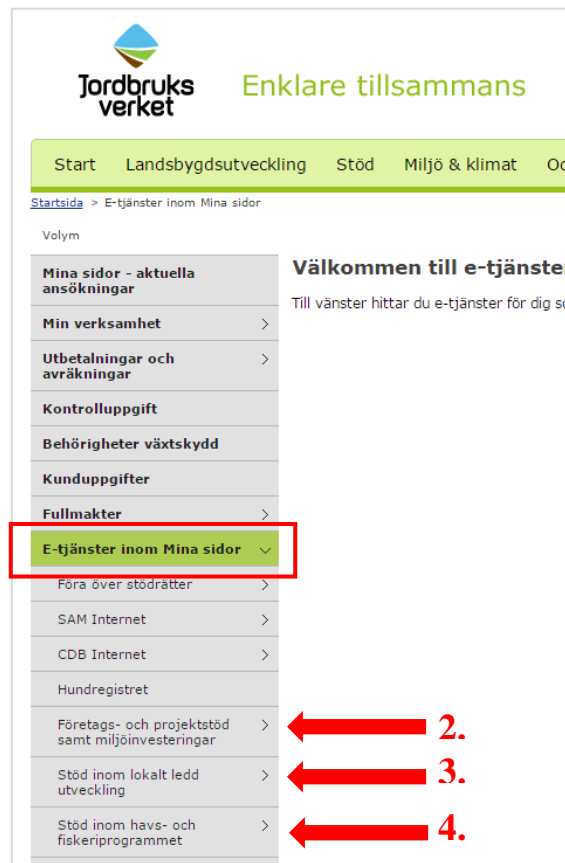 Jordbruks
verket
Enklare tillsammans
Start Landsbygdsutveckling Stöd Miljö & klimat
Startsida > E-tjänster inom Mina sidor
Volym
Mina sidor - aktuella
ansökningar
Välkommen till
Till vänster hittar du e-tjänster för dig
Min verksamhet >
Utbetalningar och >
avräkningar
Kontrolluppgift
Behörigheter växtskydd
Kunduppgifter
Fullmakter >
E-tjänster inom Mina sidor
Föra över stödrätter >
SAM Internet >
CDB Internet >
Hundregistret
Företags- och projektstöd >
samt miljöinvesteringar
2.
Stöd inom lokalt ledd >
utveckling
3.
Stöd inom havs- och >
fiskeriprogrammet
4.